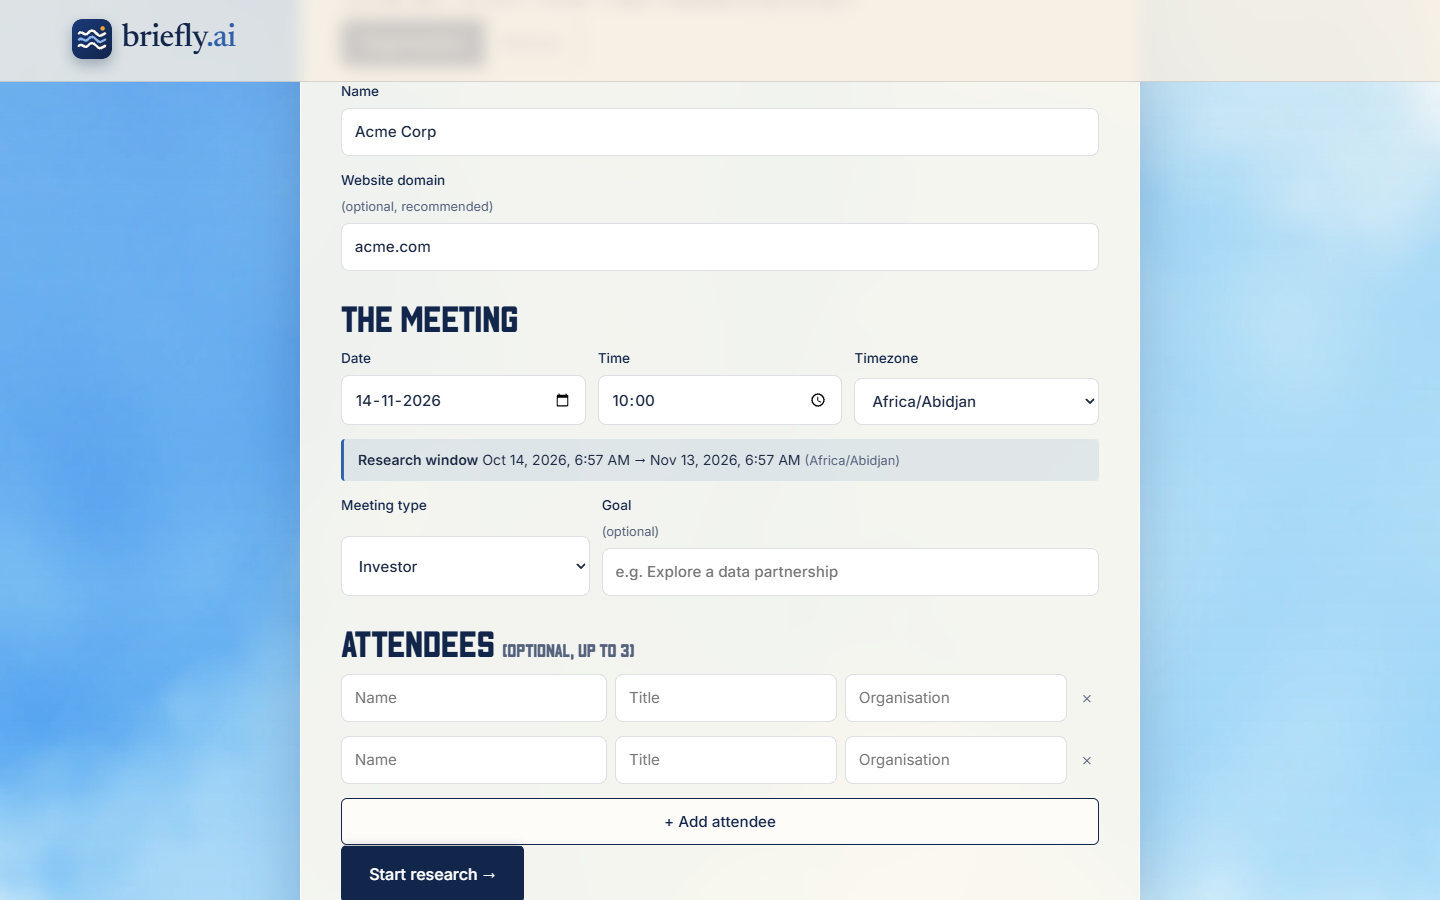 briefly.ai
Name
Acme Corp
Website domain
(optional, recommended)
acme.com
THE MEETING
Date Time Timezone
14-11-2026 10:00 Africa/Abidjan
Research window Oct 14, 2026, 6:57 AM → Nov 13, 2026, 6:57 AM (Africa/Abidjan)
Meeting type Goal
(optional)
Investor e.g. Explore a data partnership
ATTENDEES (OPTIONAL, UP TO 3)
Name Title Organisation ×
Name Title Organisation ×
+ Add attendee
Start research →